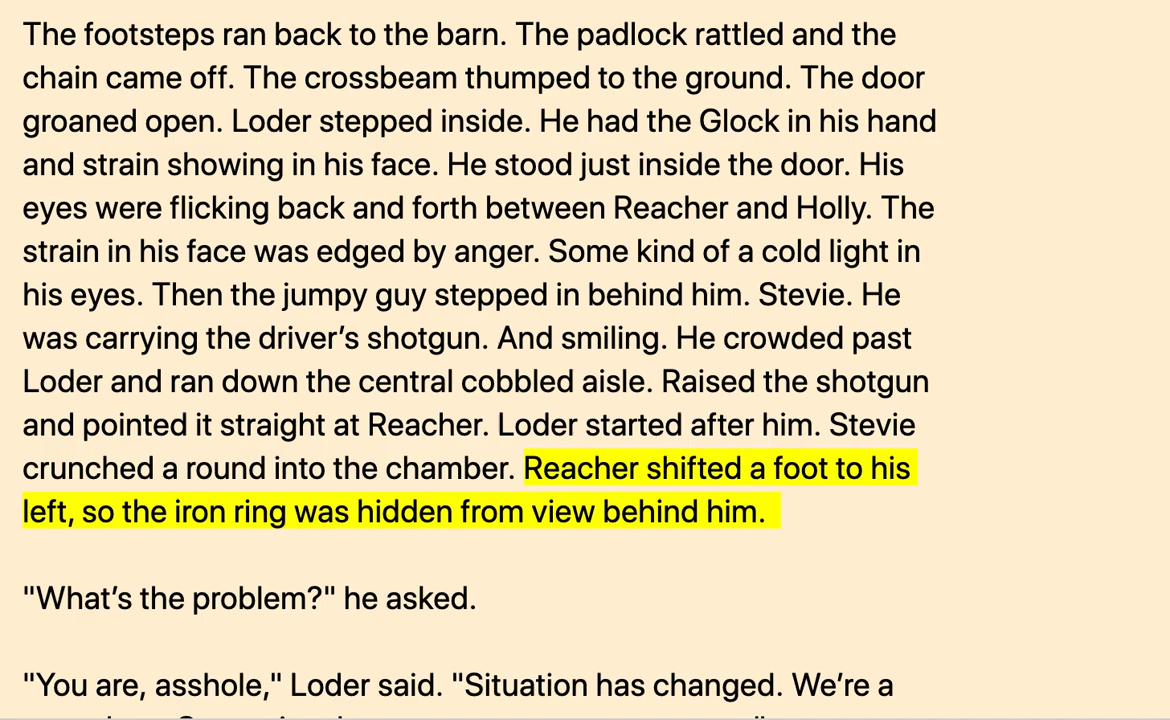 The footsteps ran back to the barn. The padlock rattled and the
chain came off. The crossbeam thumped to the ground. The door
groaned open. Loder stepped inside. He had the Glock in his hand
and strain showing in his face. He stood just inside the door. His
eyes were flicking back and forth between Reacher and Holly. The
strain in his face was edged by anger. Some kind of a cold light in
his eyes. Then the jumpy guy stepped in behind him. Stevie. He
was carrying the driver’s shotgun. And smiling. He crowded past
Loder and ran down the central cobbled aisle. Raised the shotgun
and pointed it straight at Reacher. Loder started after him. Stevie
crunched a round into the chamber. Reacher shifted a foot to his
left, so the iron ring was hidden from view behind him.
"What’s the problem?" he asked.
"You are, asshole," Loder said. "Situation has changed. We’re a